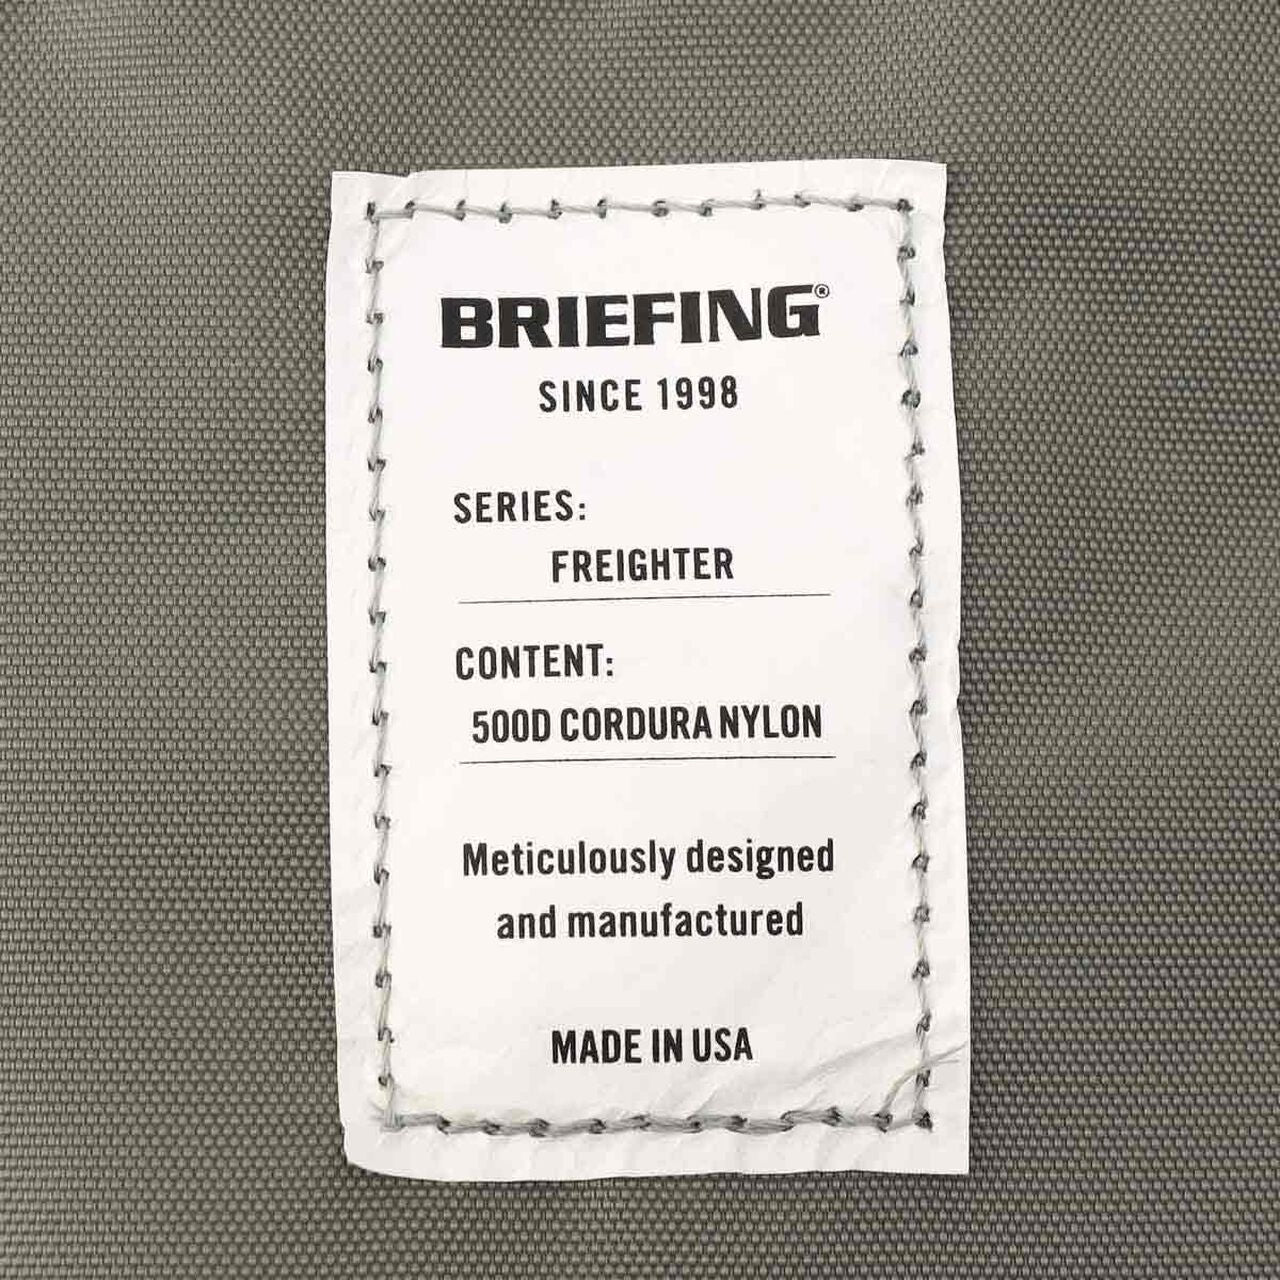 BRIEFING®
SINCE 1998
SERIES:
FREIGHTER
CONTENT:
500D CORDURA NYLON
Meticulously designed
and manufactured
MADE IN USA